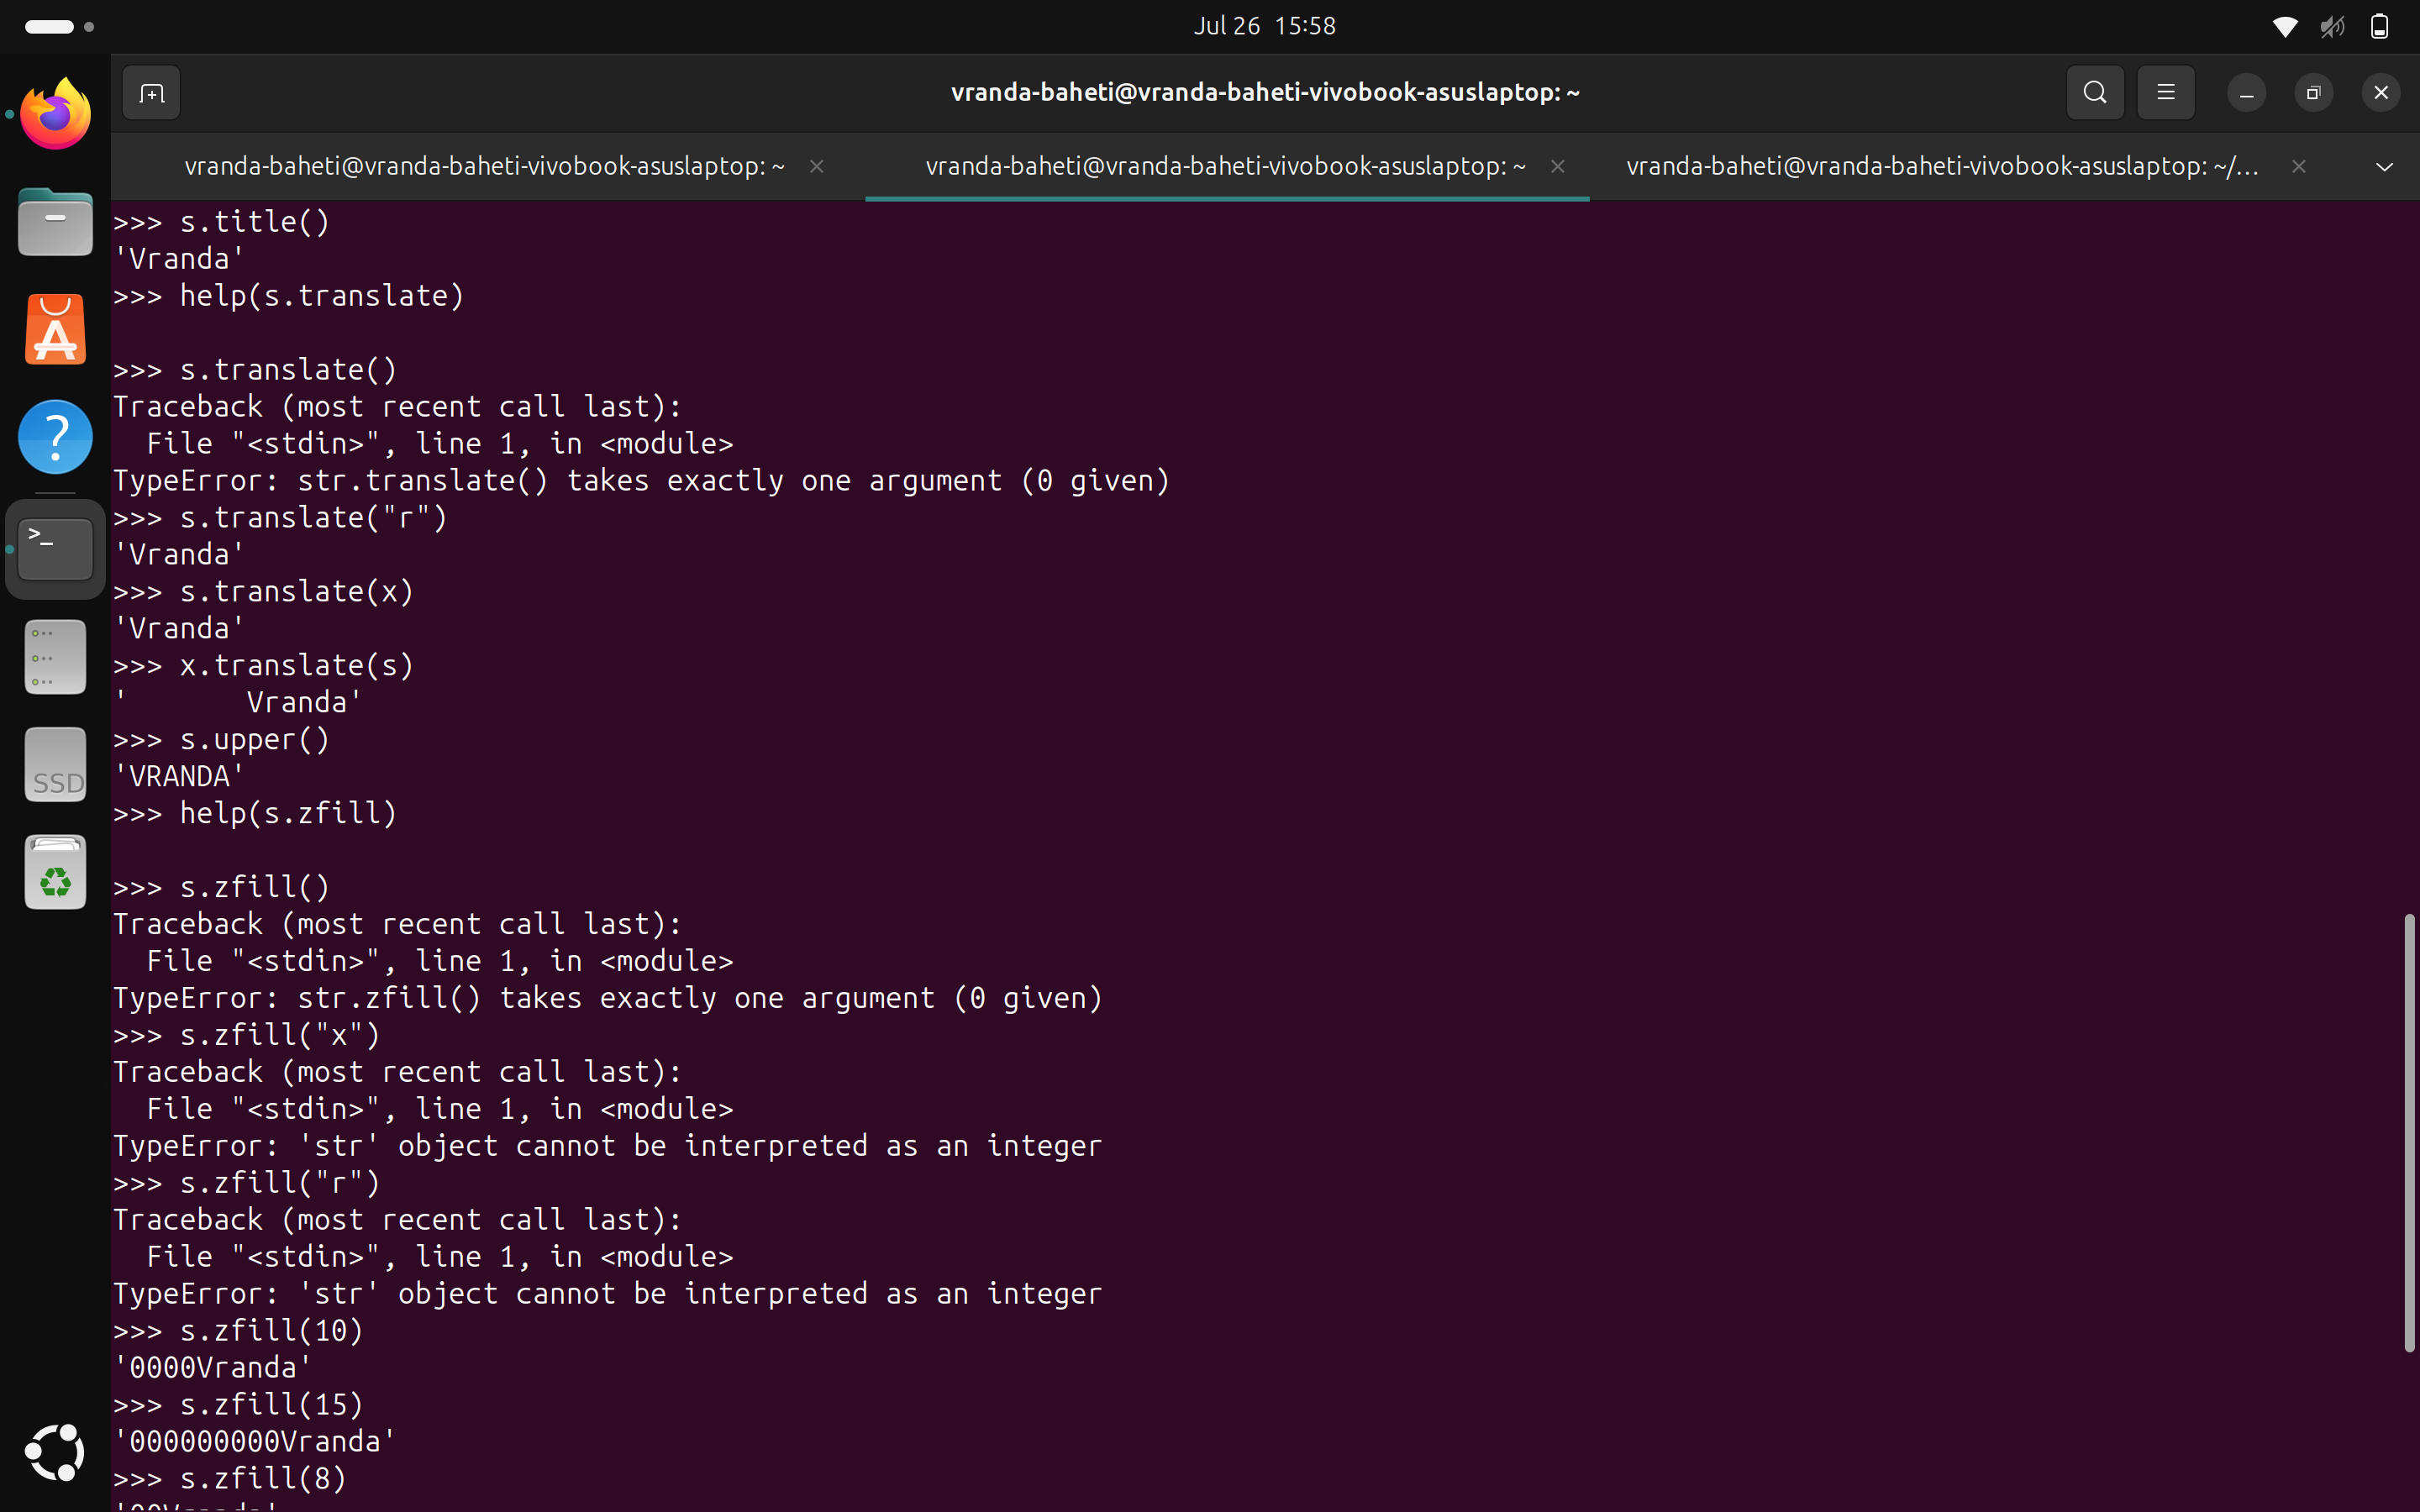 Jul 26  15:58
vranda-baheti@vranda-baheti-vivobook-asuslaptop: ~
vranda-baheti@vranda-baheti-vivobook-asuslaptop: ~
vranda-baheti@vranda-baheti-vivobook-asuslaptop: ~
vranda-baheti@vranda-baheti-vivobook-asuslaptop: ~/...
>>> s.title()
'Vranda'
>>> help(s.translate)

>>> s.translate()
Traceback (most recent call last):
  File "<stdin>", line 1, in <module>
TypeError: str.translate() takes exactly one argument (0 given)
>>> s.translate("r")
'Vranda'
>>> s.translate(x)
'Vranda'
>>> x.translate(s)
'       Vranda'
>>> s.upper()
'VRANDA'
>>> help(s.zfill)

>>> s.zfill()
Traceback (most recent call last):
  File "<stdin>", line 1, in <module>
TypeError: str.zfill() takes exactly one argument (0 given)
>>> s.zfill("x")
Traceback (most recent call last):
  File "<stdin>", line 1, in <module>
TypeError: 'str' object cannot be interpreted as an integer
>>> s.zfill("r")
Traceback (most recent call last):
  File "<stdin>", line 1, in <module>
TypeError: 'str' object cannot be interpreted as an integer
>>> s.zfill(10)
'0000Vranda'
>>> s.zfill(15)
'000000000Vranda'
>>> s.zfill(8)
SSD